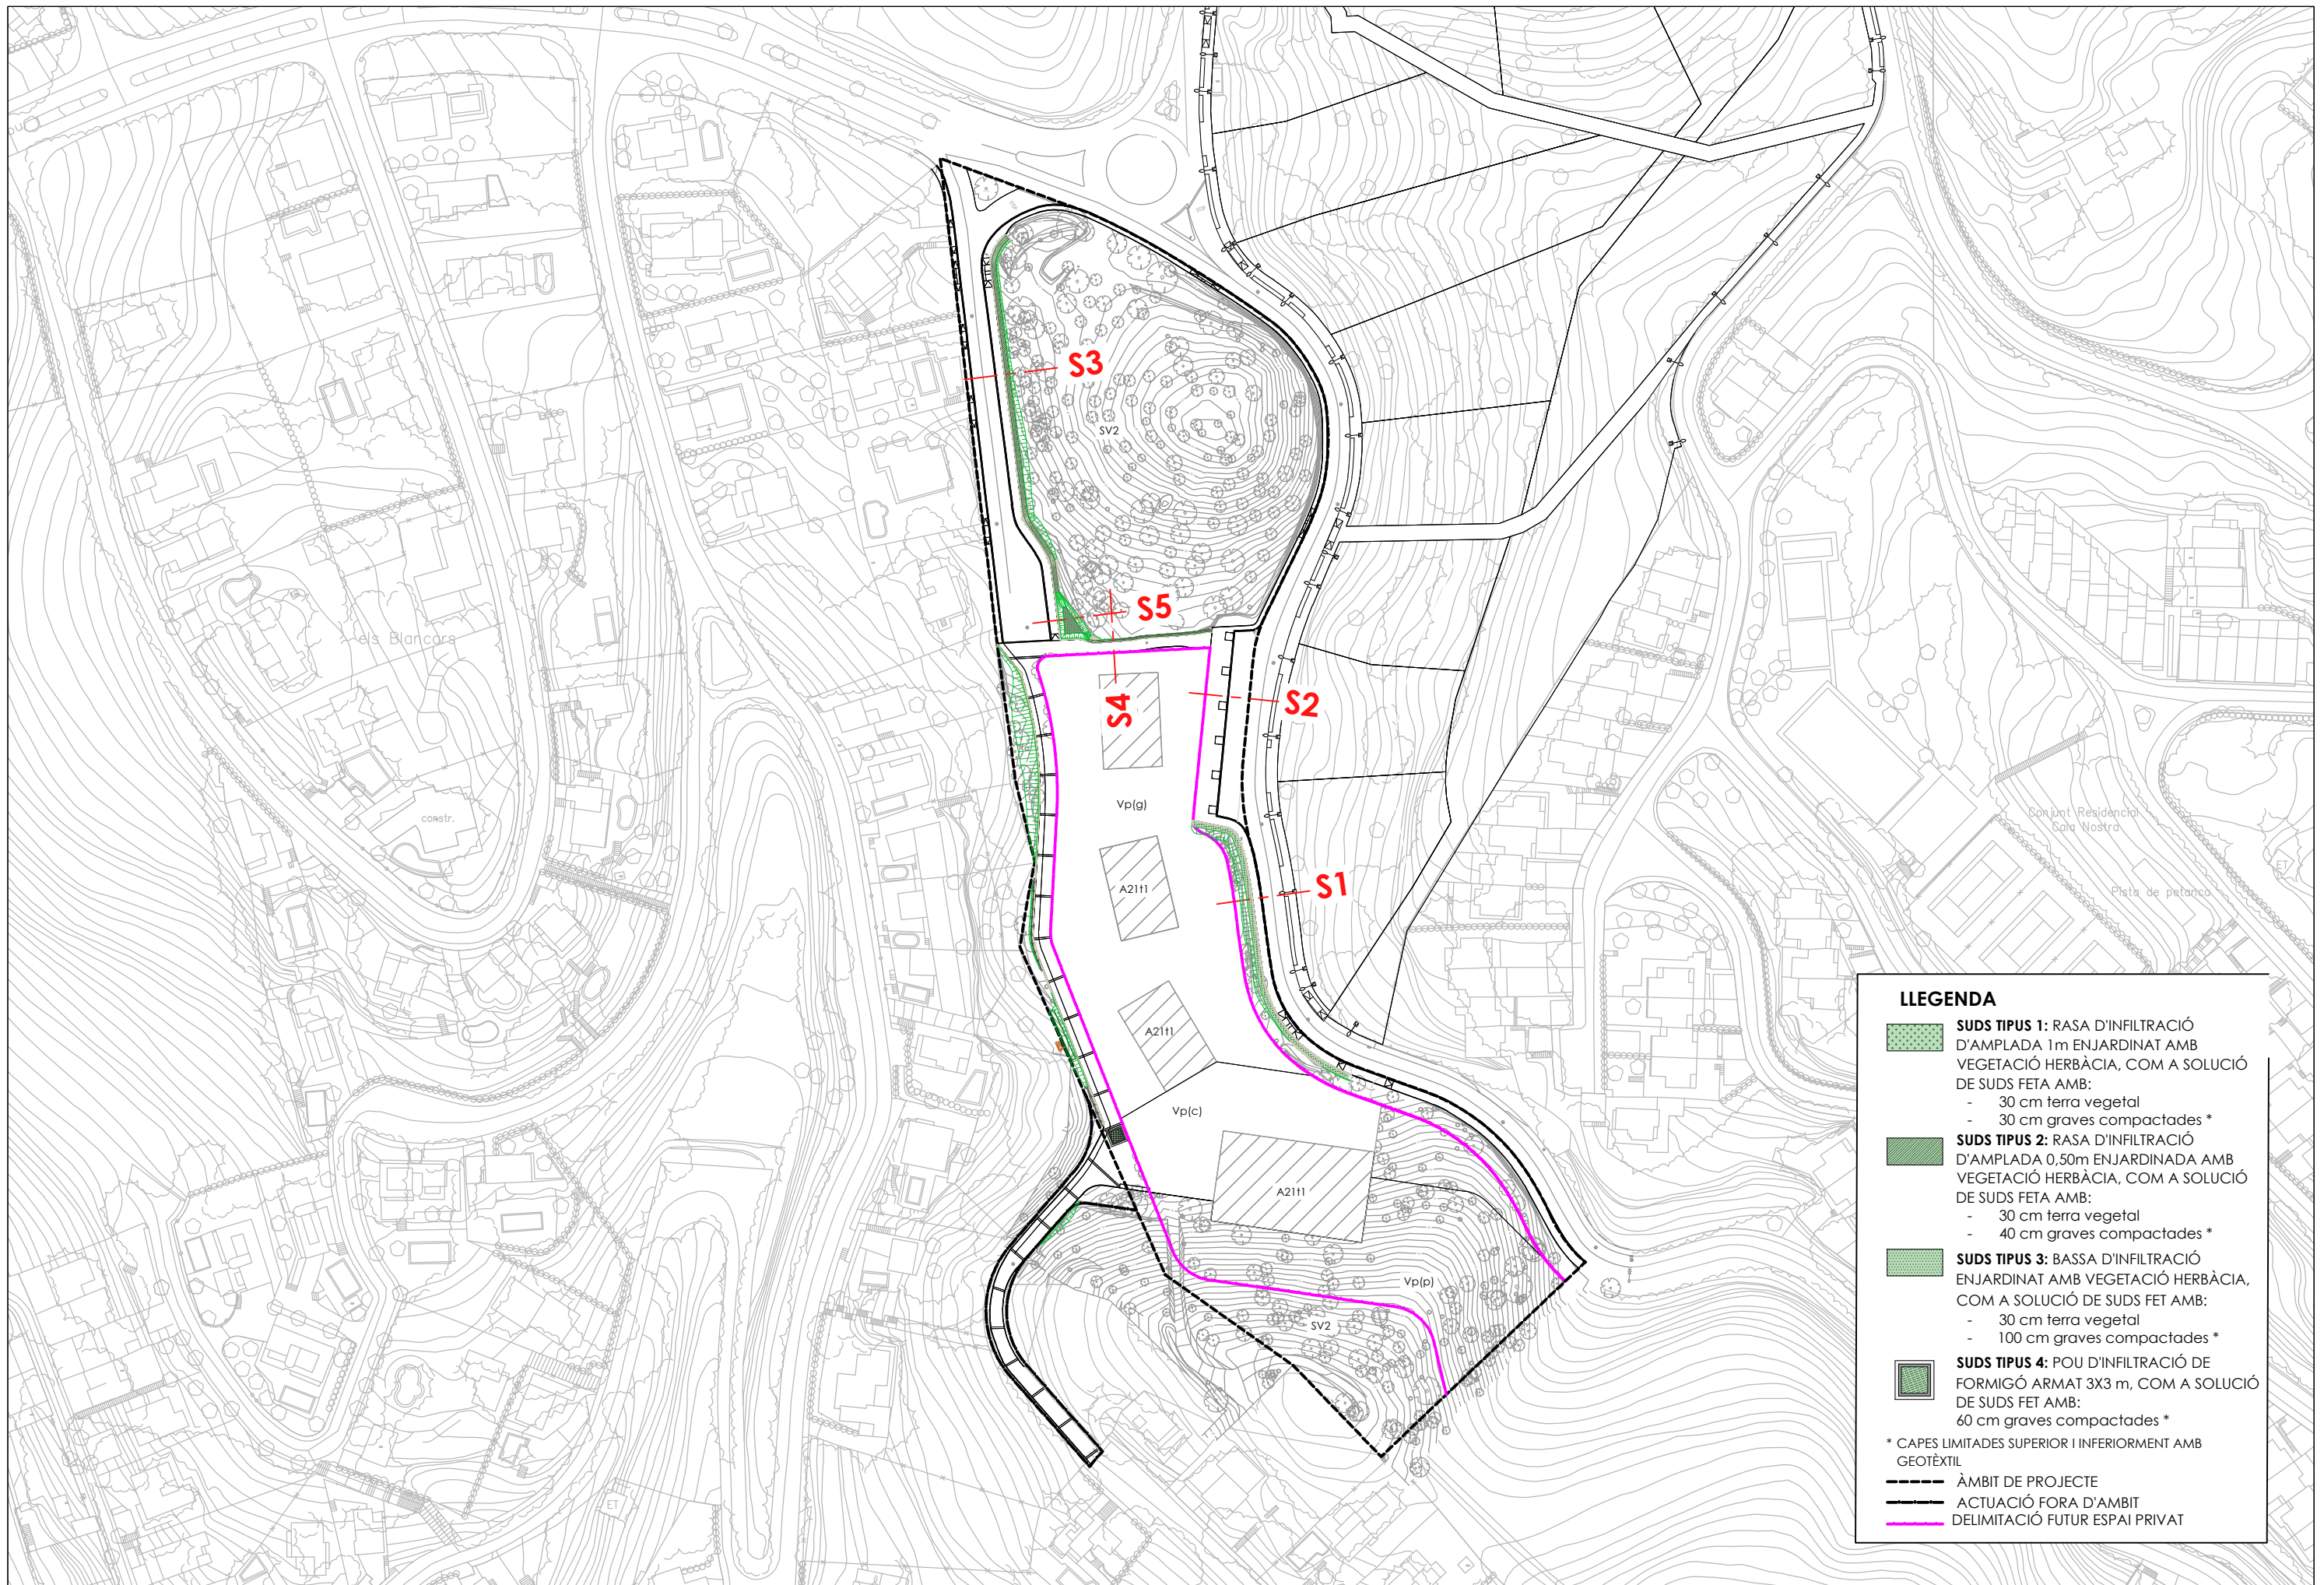 S3
SV2
S5
els Blancars
S4
S2
Vp(g)
constr.
Conjunt Residencial
Cala Nostra
ET
A21t1
S1
Pista de petanca
A21t1
Vp(c)
A21t1
Vp(p)
SV2
ET
LLEGENDA
SUDS TIPUS 1: RASA D'INFILTRACIÓ
D'AMPLADA 1m ENJARDINAT AMB
VEGETACIÓ HERBÀCIA, COM A SOLUCIÓ
DE SUDS FETA AMB:
- 30 cm terra vegetal
- 30 cm graves compactades *
SUDS TIPUS 2: RASA D'INFILTRACIÓ
D'AMPLADA 0,50m ENJARDINADA AMB
VEGETACIÓ HERBÀCIA, COM A SOLUCIÓ
DE SUDS FETA AMB:
- 30 cm terra vegetal
- 40 cm graves compactades *
SUDS TIPUS 3: BASSA D'INFILTRACIÓ
ENJARDINAT AMB VEGETACIÓ HERBÀCIA,
COM A SOLUCIÓ DE SUDS FET AMB:
- 30 cm terra vegetal
- 100 cm graves compactades *
SUDS TIPUS 4: POU D'INFILTRACIÓ DE
FORMIGÓ ARMAT 3X3 m, COM A SOLUCIÓ
DE SUDS FET AMB:
60 cm graves compactades *
* CAPES LIMITADES SUPERIOR I INFERIORMENT AMB
GEOTÈXTIL
ÀMBIT DE PROJECTE
ACTUACIÓ FORA D'AMBIT
DELIMITACIÓ FUTUR ESPAI PRIVAT